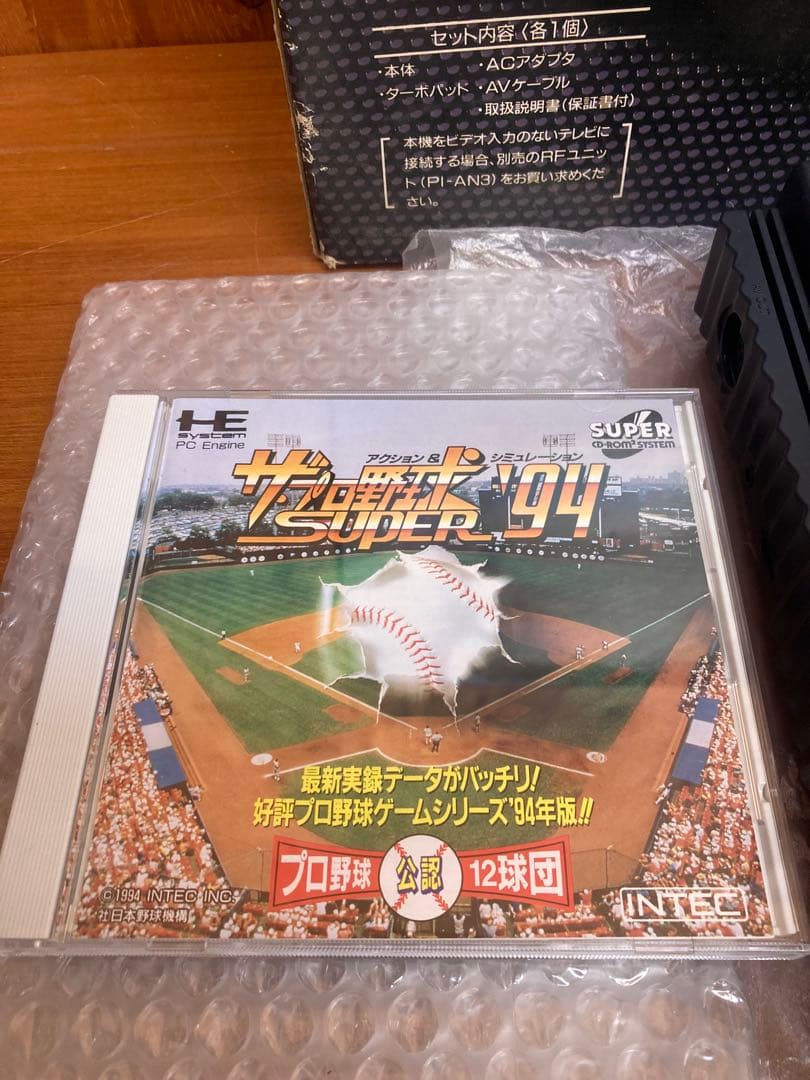 セット内容〈各1個〉
・本体
・ACアダプタ
・ターボパッド
・AVケーブル
・取扱説明書(保証書付)
本機をビデオ入力のないテレビに
接続する場合、別売のRFユニッ
ト(PI-AN3)をお買い求めくだ
さい。
HE
system
PC Engine
SUPER
CD-ROM² SYSTEM
アクション & シミュレーション
ザ・プロ野球
SUPER '94
最新実録データがバッチリ!
好評プロ野球ゲームシリーズ'94年版!!
プロ野球 公認 12球団
©1994 INTEC INC.
社日本野球機構
INTEC